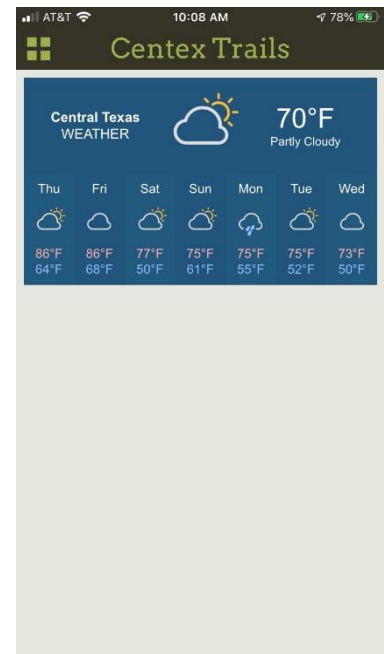 AT&T 10:08 AM 78%
Centex Trails
Central Texas
WEATHER
70°F
Partly Cloudy
Thu Fri Sat Sun Mon Tue Wed
86°F 86°F 77°F 75°F 75°F 75°F 73°F
64°F 68°F 50°F 61°F 55°F 52°F 50°F